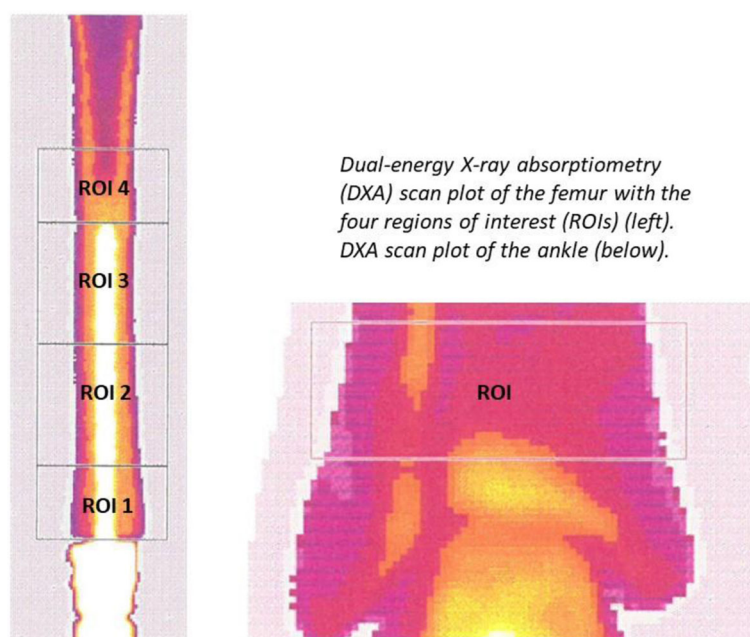 Dual-energy X-ray absorptiometry
(DXA) scan plot of the femur with the
four regions of interest (ROIs) (left).
DXA scan plot of the ankle (below).
ROI 4
ROI 3
ROI 2
ROI 1
ROI